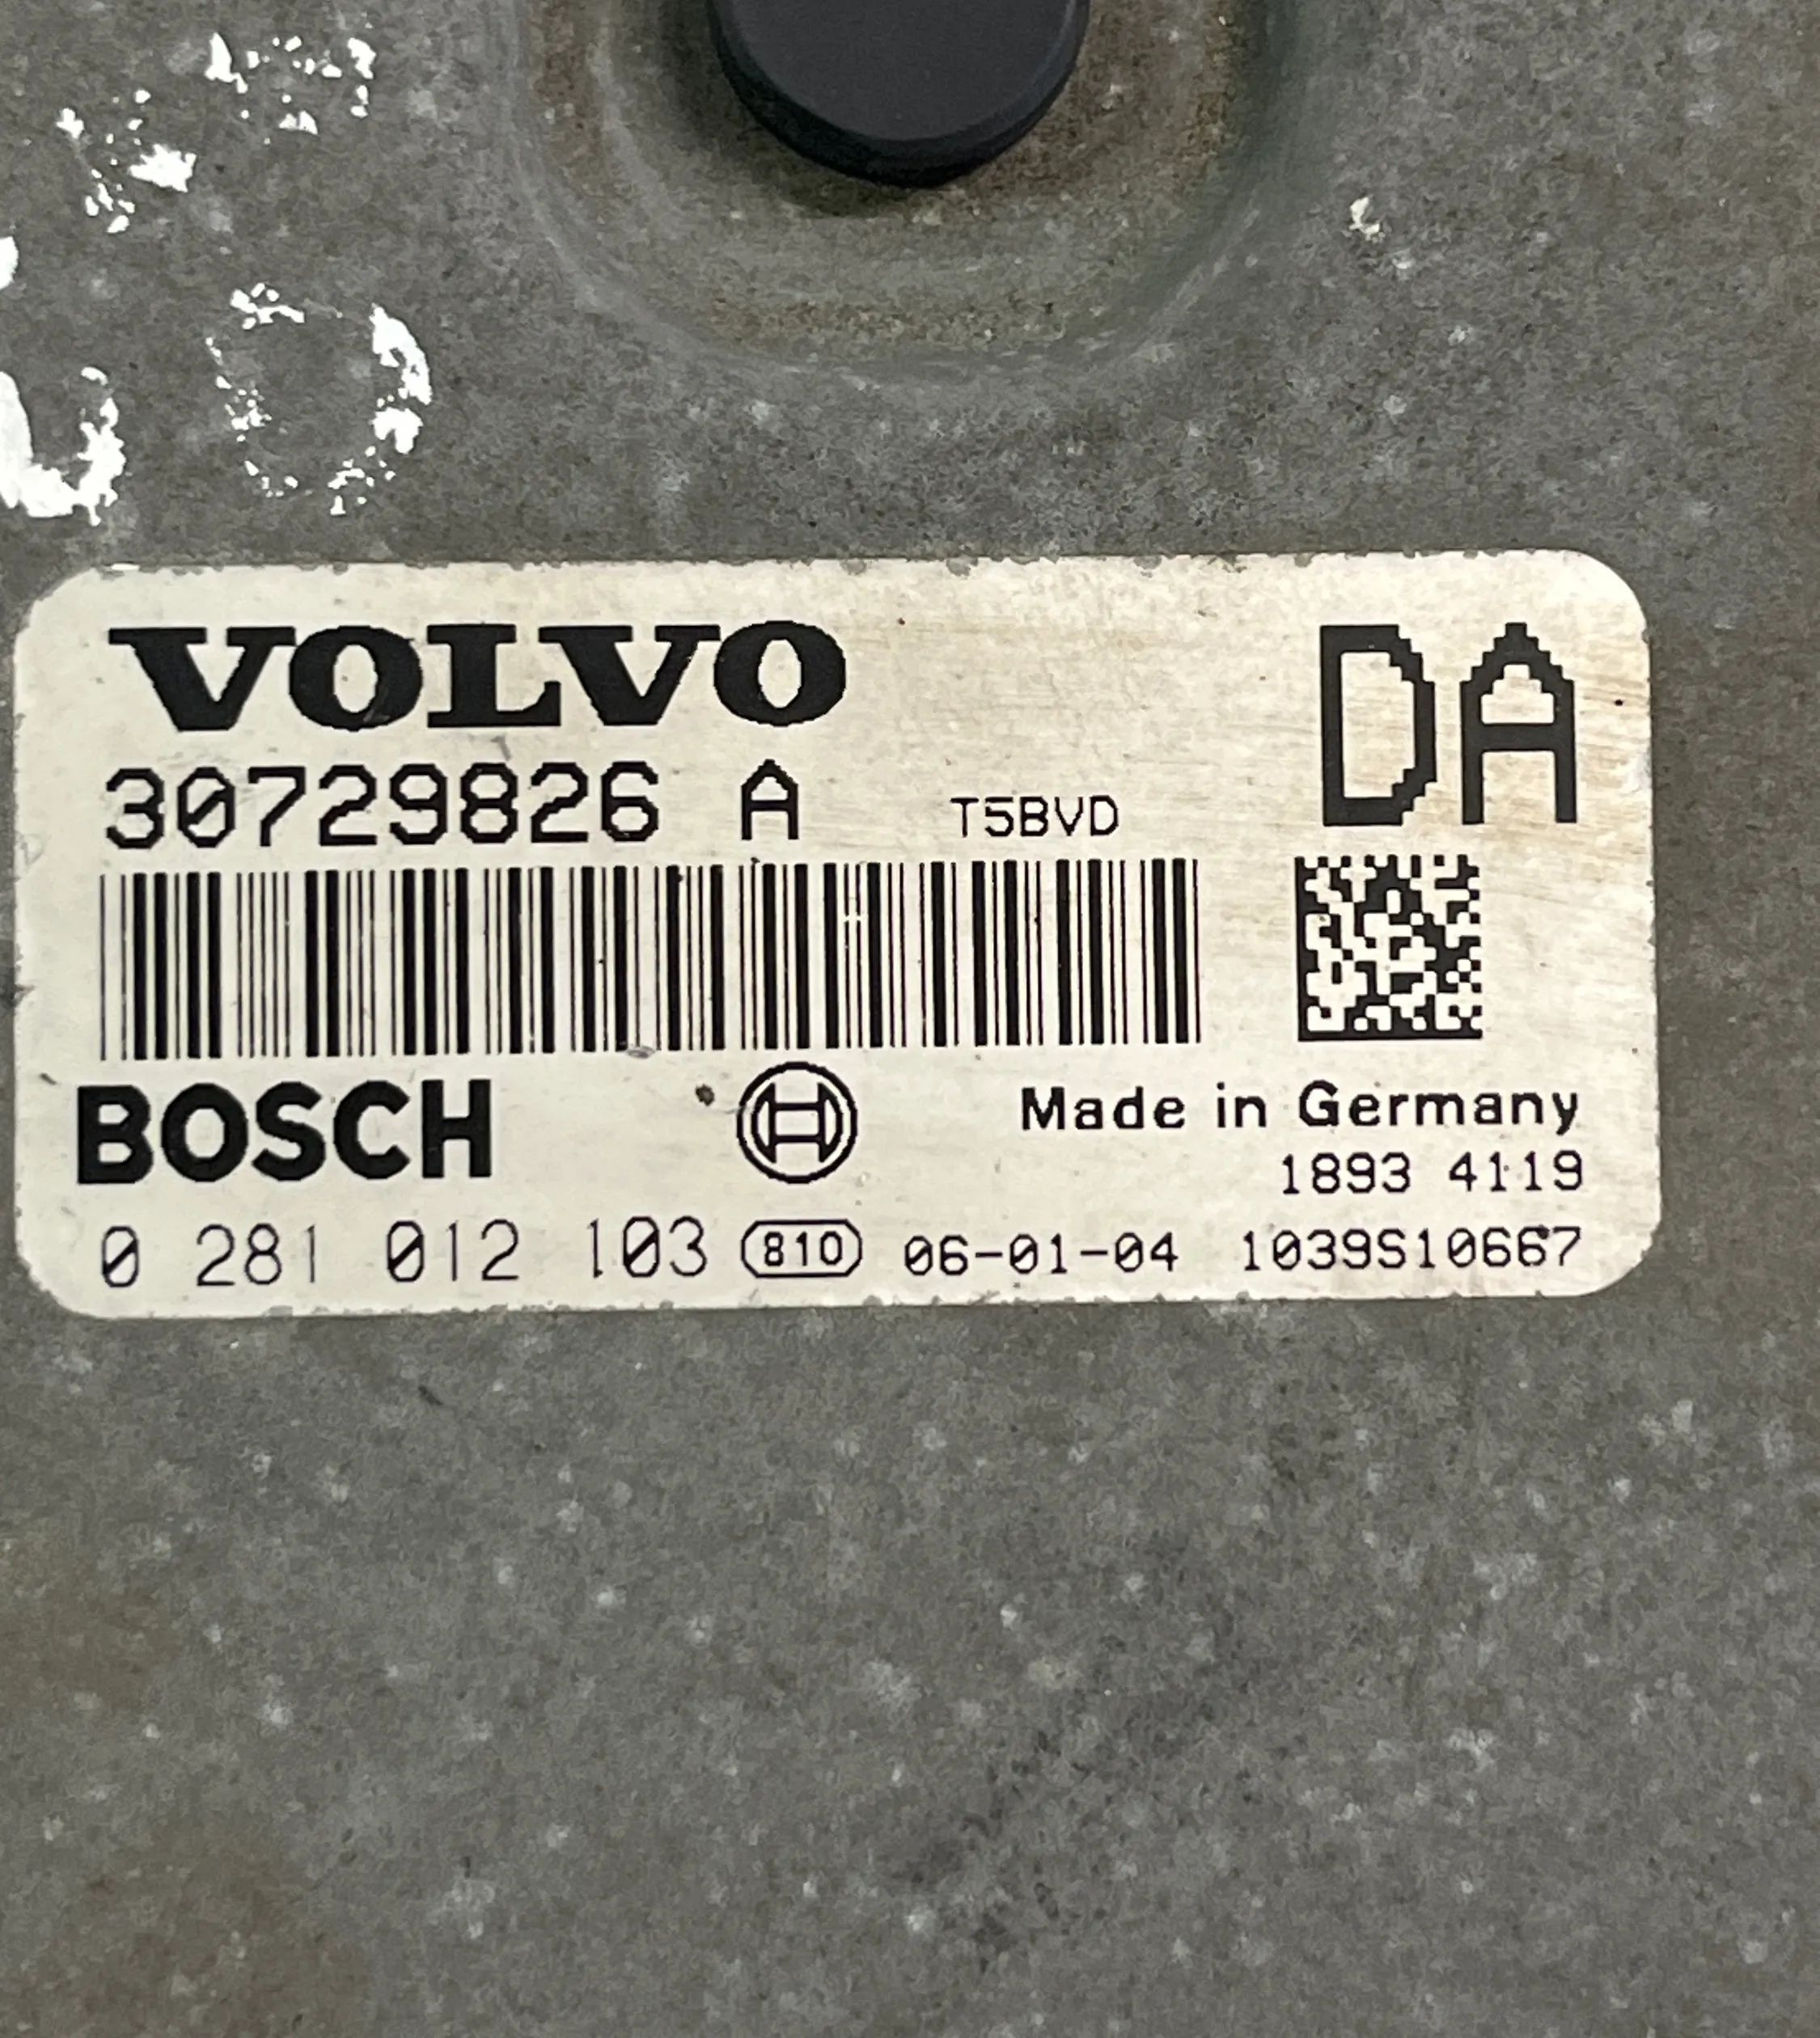 VOLVO
DA
30729826 A T5BVD
BOSCH
Made in Germany
1893 4119
0 281 012 103 810 06-01-04 1039S10667